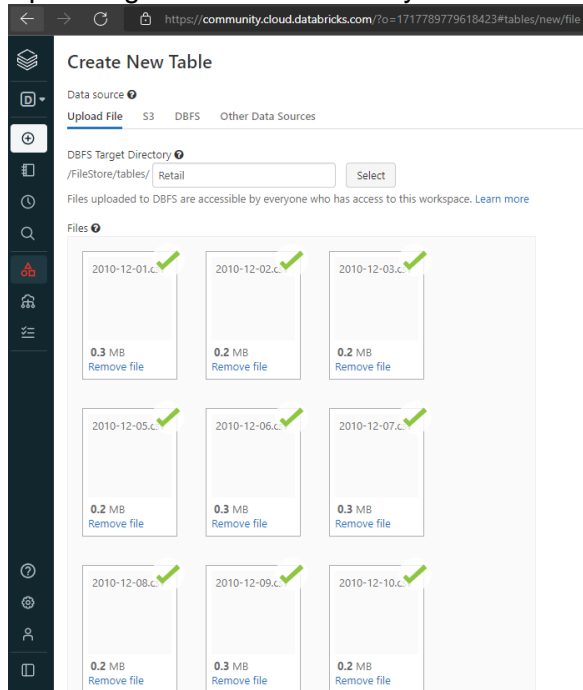 https://community.cloud.databricks.com/?o=1717789779618423#tables/new/file
Create New Table
Data source
Upload File S3 DBFS Other Data Sources
DBFS Target Directory
/FileStore/tables/ Retail Select
Files uploaded to DBFS are accessible by everyone who has access to this workspace. Learn more
Files
2010-12-01.c 2010-12-02.c 2010-12-03.c
0.3 MB 0.2 MB 0.2 MB
Remove file Remove file Remove file
2010-12-05.c 2010-12-06.c 2010-12-07.c
0.2 MB 0.3 MB 0.3 MB
Remove file Remove file Remove file
2010-12-08.c 2010-12-09.c 2010-12-10.c
0.2 MB 0.3 MB 0.2 MB
Remove file Remove file Remove file